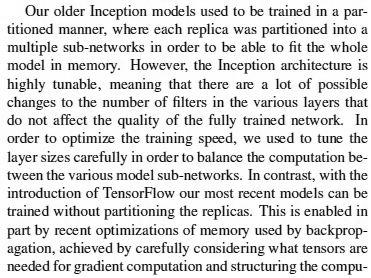 Our older Inception models used to be trained in a par-
titioned manner, where each replica was partitioned into a
multiple sub-networks in order to be able to fit the whole
model in memory. However, the Inception architecture is
highly tunable, meaning that there are a lot of possible
changes to the number of filters in the various layers that
do not affect the quality of the fully trained network. In
order to optimize the training speed, we used to tune the
layer sizes carefully in order to balance the computation be-
tween the various model sub-networks. In contrast, with the
introduction of TensorFlow our most recent models can be
trained without partitioning the replicas. This is enabled in
part by recent optimizations of memory used by backprop-
agation, achieved by carefully considering what tensors are
needed for gradient computation and structuring the compu-